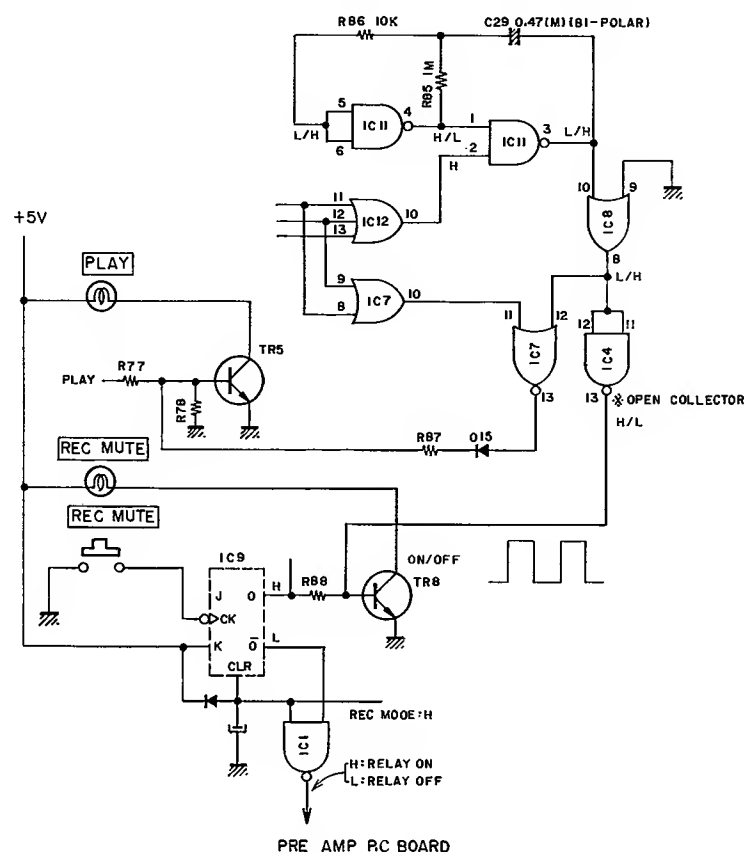 R86 10K
C29 0.47(M)(BI-POLAR)
R85 1M
5
6
IC11
4
L/H
H/L
1
2
IC11
3
L/H
H
11
12
13
IC12
10
10
9
IC8
8
L/H
+5V
PLAY
9
8
IC7
10
11
12
IC7
13
12
11
IC4
13
※ OPEN COLLECTOR
H/L
TR5
PLAY
R77
R78
R87
D15
REC MUTE
REC MUTE
IC9
J
O
H
CK
K
O
L
CLR
R88
ON/OFF
TR8
REC MODE:H
IC1
H:RELAY ON
L:RELAY OFF
PRE AMP P.C BOARD